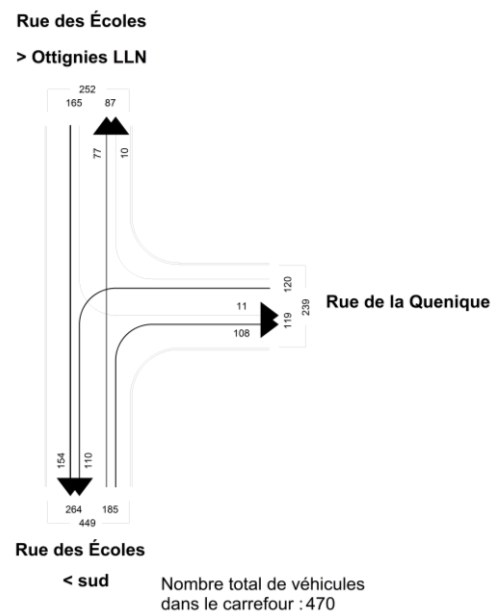 Rue des Écoles
> Ottignies LLN
252
165 87
77
10
120
11
239
Rue de la Quenique
119
108
154
110
264 185
449
Rue des Écoles
< sud
Nombre total de véhicules
dans le carrefour : 470